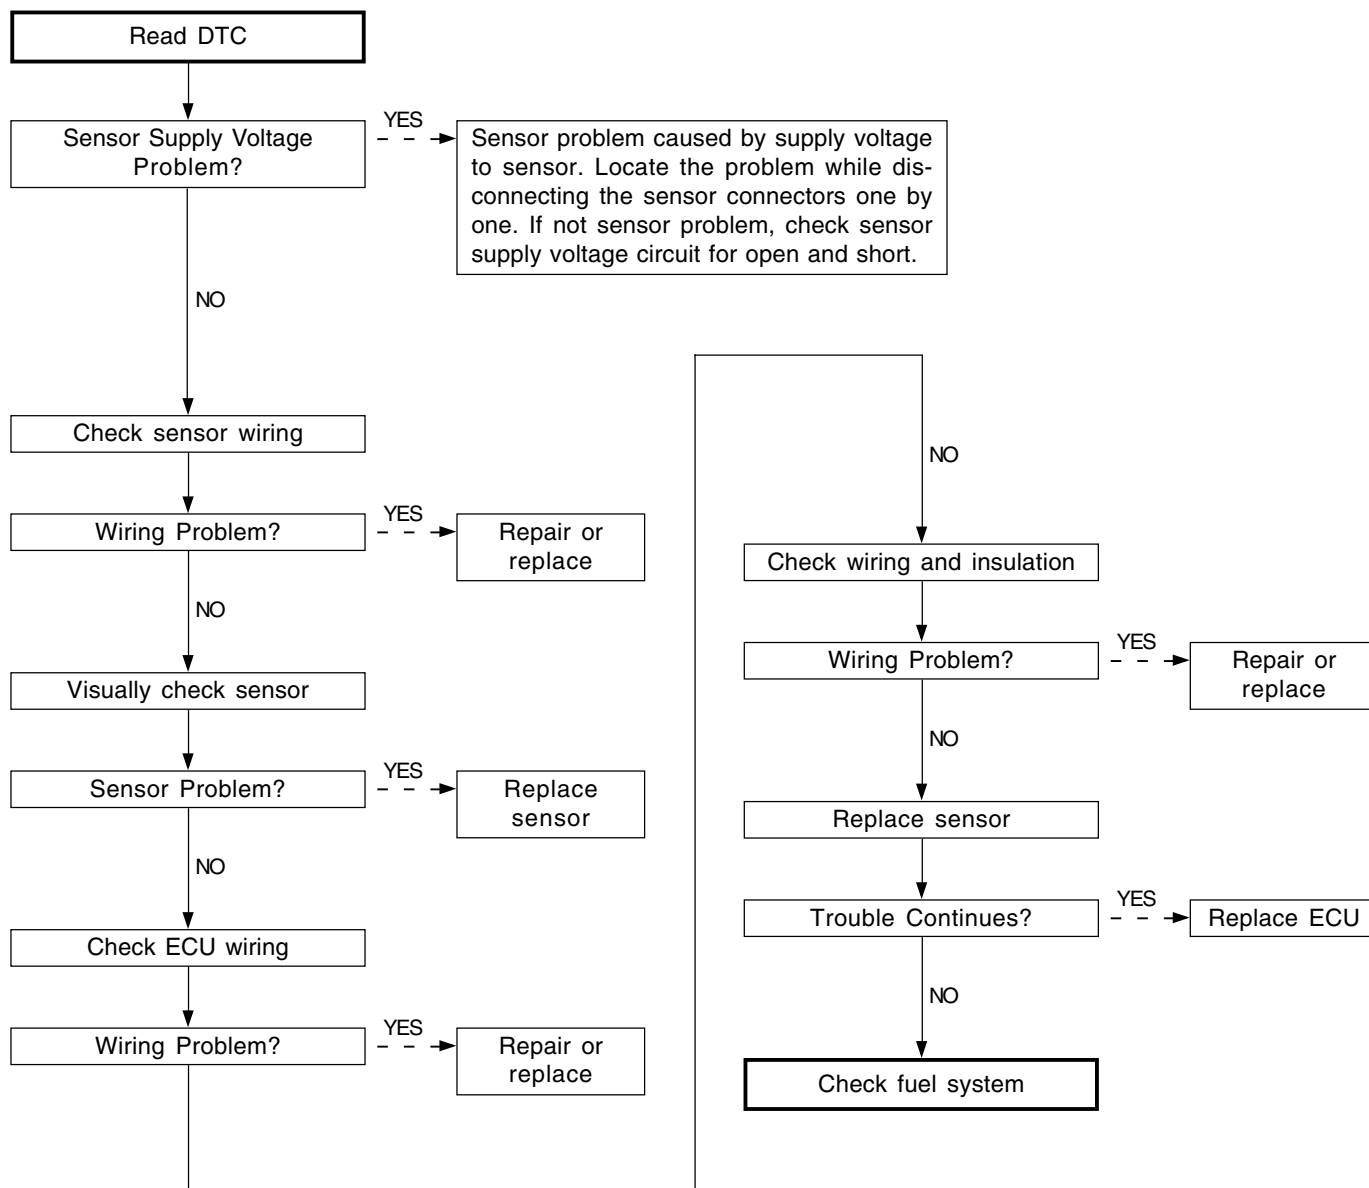 Read DTC
Sensor Supply Voltage
Problem?
YES
Sensor problem caused by supply voltage
to sensor. Locate the problem while dis-
connecting the sensor connectors one by
one. If not sensor problem, check sensor
supply voltage circuit for open and short.
NO
Check sensor wiring
Wiring Problem?
YES
Repair or
replace
NO
Visually check sensor
Sensor Problem?
YES
Replace
sensor
NO
Check ECU wiring
Wiring Problem?
YES
Repair or
replace
NO
Check wiring and insulation
Wiring Problem?
YES
Repair or
replace
NO
Replace sensor
Trouble Continues?
YES
Replace ECU
NO
Check fuel system